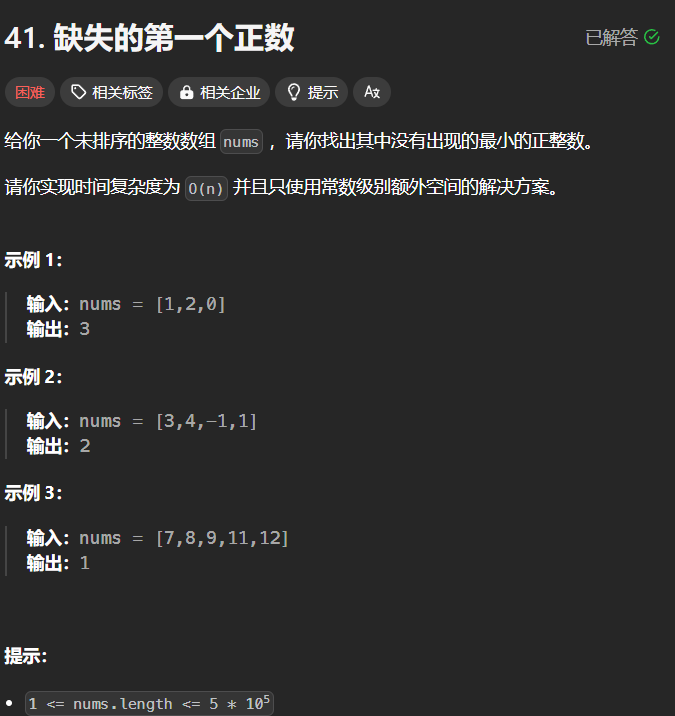 41. 缺失的第一个正数
已解答
困难 相关标签 相关企业 提示 Ax
给你一个未排序的整数数组 nums ，请你找出其中没有出现的最小的正整数。
请你实现时间复杂度为 O(n) 并且只使用常数级别额外空间的解决方案。
示例 1：
输入：nums = [1,2,0]
输出：3
示例 2：
输入：nums = [3,4,-1,1]
输出：2
示例 3：
输入：nums = [7,8,9,11,12]
输出：1
提示：
1 <= nums.length <= 5 * 10⁵